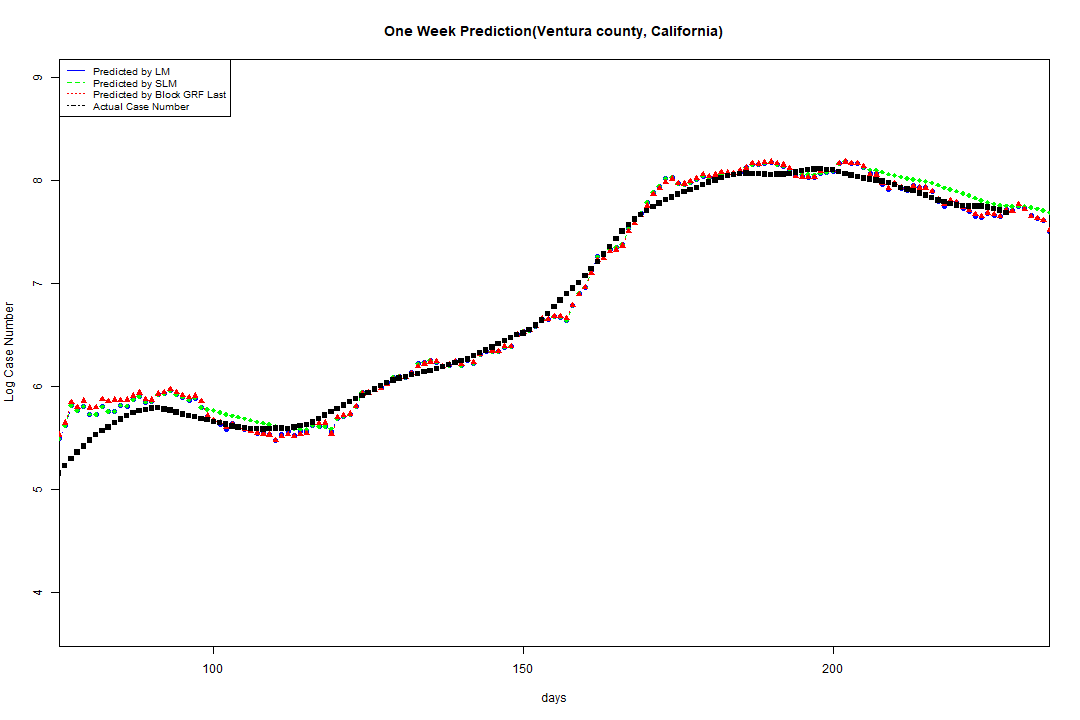 One Week Prediction(Ventura county, California)
Predicted by LM
Predicted by SLM
Predicted by Block GRF Last
Actual Case Number
9
8
7
6
5
4
Log Case Number
100
150
200
days